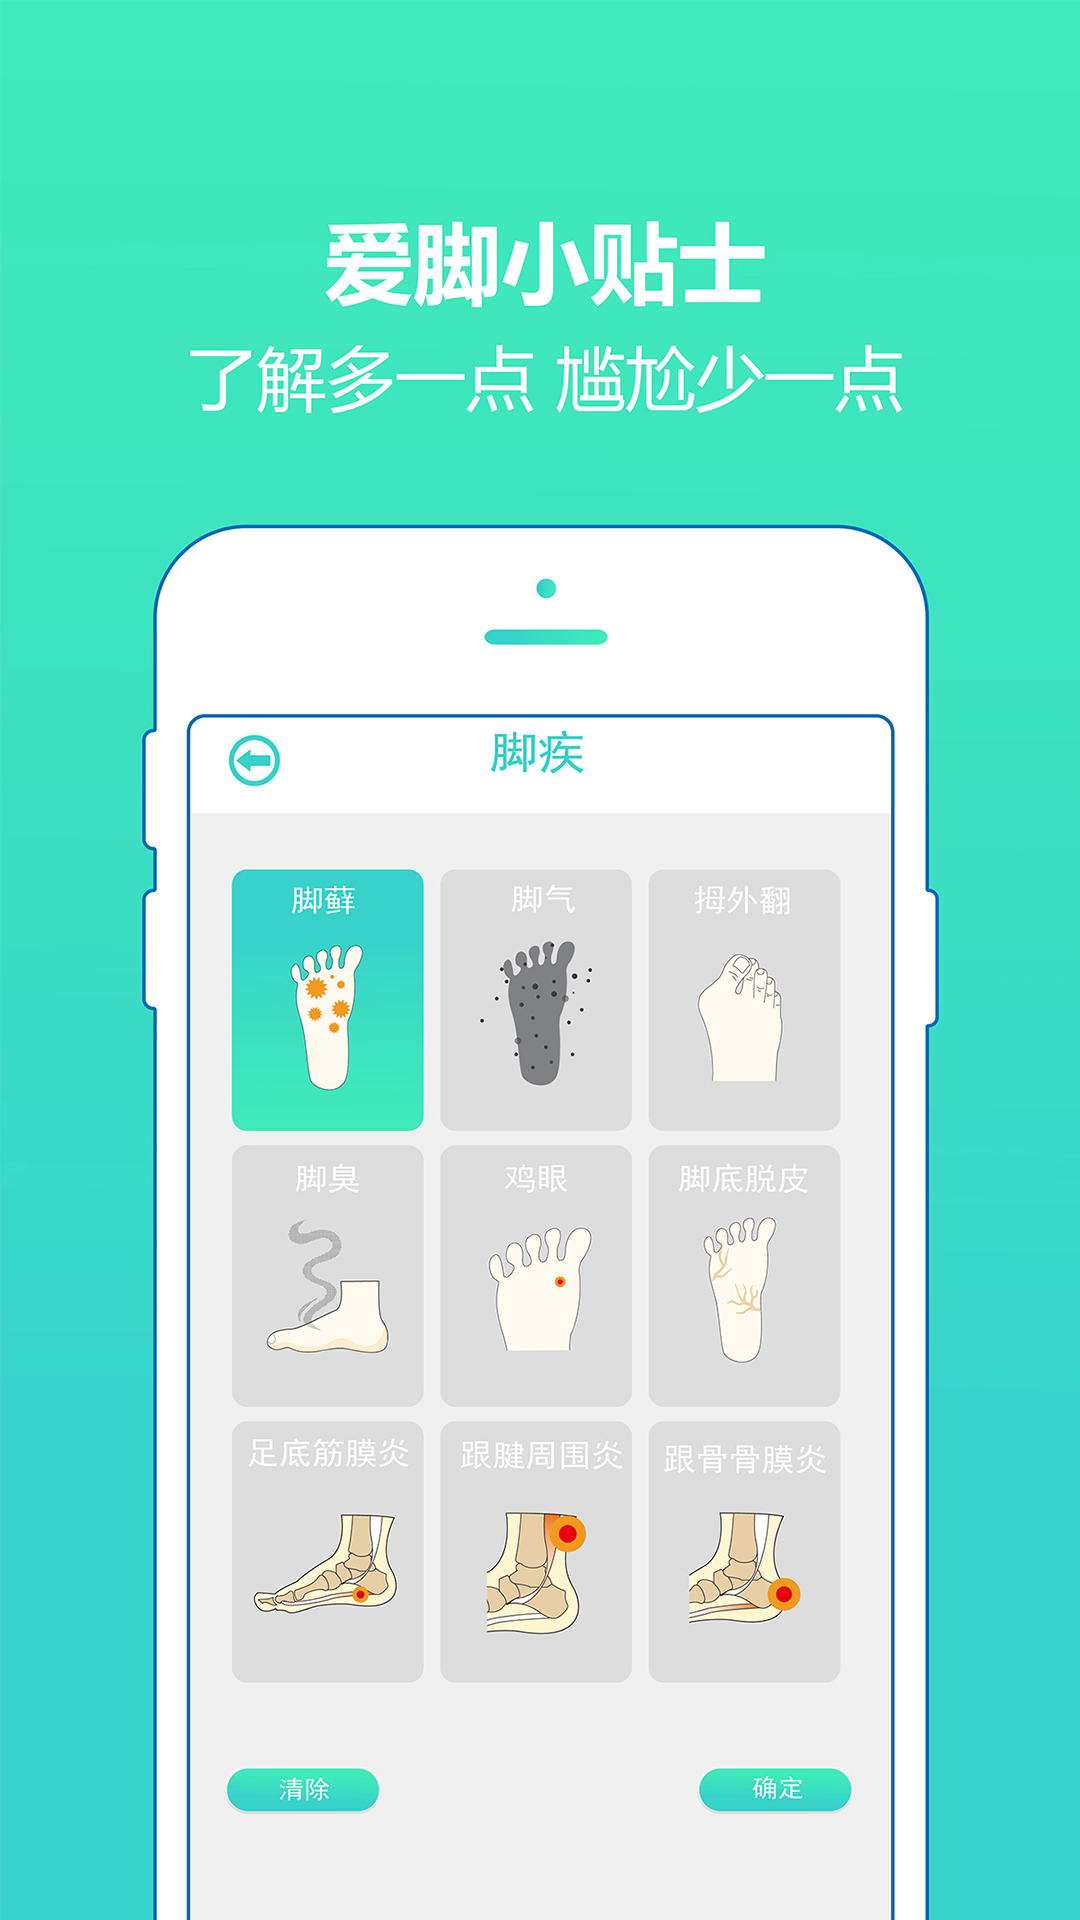 爱脚小贴士
了解多一点 尴尬少一点
脚疾
脚藓
脚气
拇外翻
脚臭
鸡眼
脚底脱皮
足底筋膜炎
跟腱周围炎
跟骨骨膜炎
清除
确定